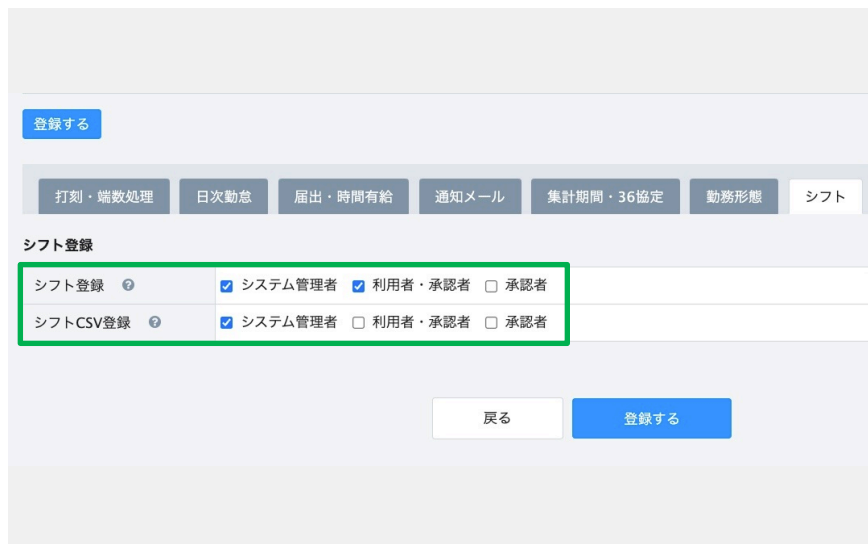 登録する
打刻・端数処理 日次勤怠 届出・時間有給 通知メール 集計期間・36協定 勤務形態 シフト
シフト登録
シフト登録 ? システム管理者 利用者・承認者 承認者
シフトCSV登録 ? システム管理者 利用者・承認者 承認者
戻る 登録する